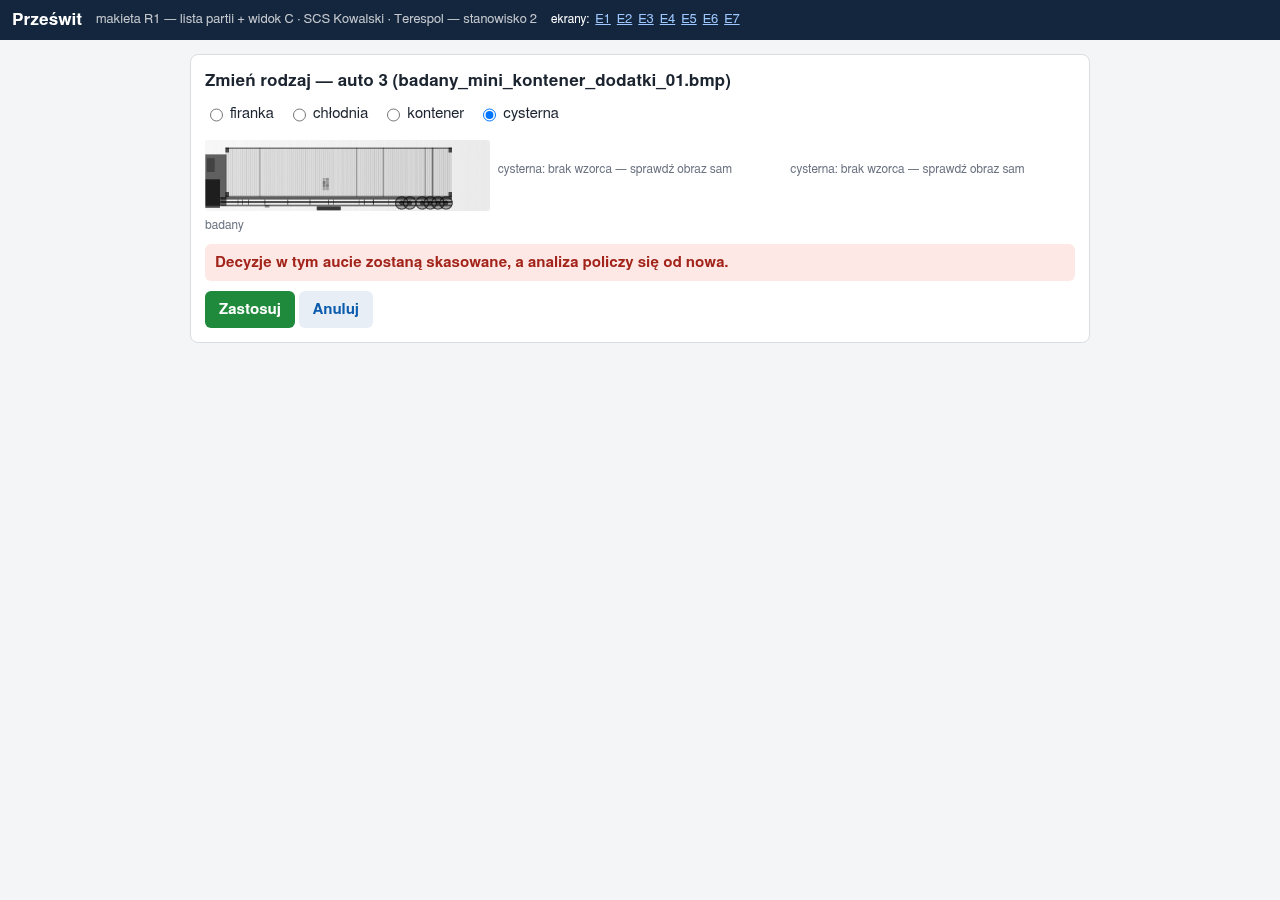 Prześwit makieta R1 — lista partii + widok C · SCS Kowalski · Terespol — stanowisko 2 ekrany: E1 E2 E3 E4 E5 E6 E7
Zmień rodzaj — auto 3 (badany_mini_kontener_dodatki_01.bmp)
firanka chłodnia kontener cysterna
cysterna: brak wzorca — sprawdź obraz sam cysterna: brak wzorca — sprawdź obraz sam
badany
Decyzje w tym aucie zostaną skasowane, a analiza policzy się od nowa.
Zastosuj Anuluj